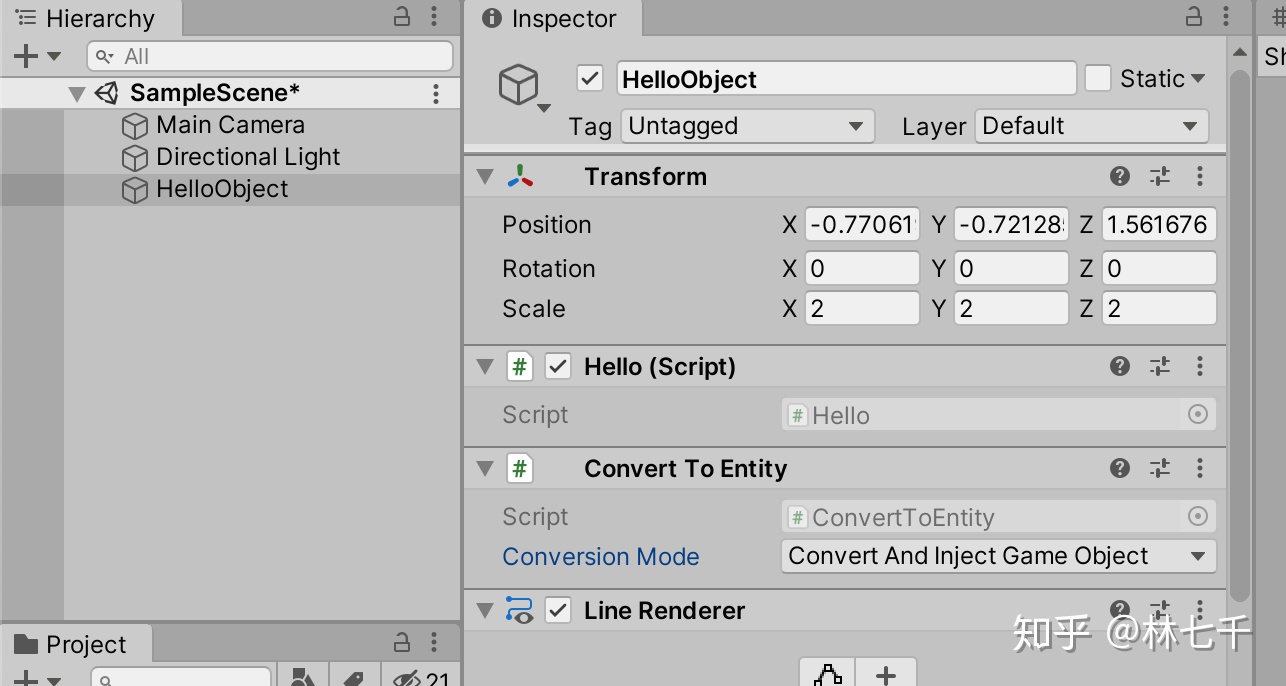 Hierarchy
All
SampleScene*
Main Camera
Directional Light
HelloObject
Project
21
Inspector
HelloObject
Static
Tag Untagged Layer Default
Transform
Position X -0.77061 Y -0.72128 Z 1.561676
Rotation X 0 Y 0 Z 0
Scale X 2 Y 2 Z 2
# Hello (Script)
Script # Hello
# Convert To Entity
Script # ConvertToEntity
Conversion Mode Convert And Inject Game Object
Line Renderer
知乎 @林七千